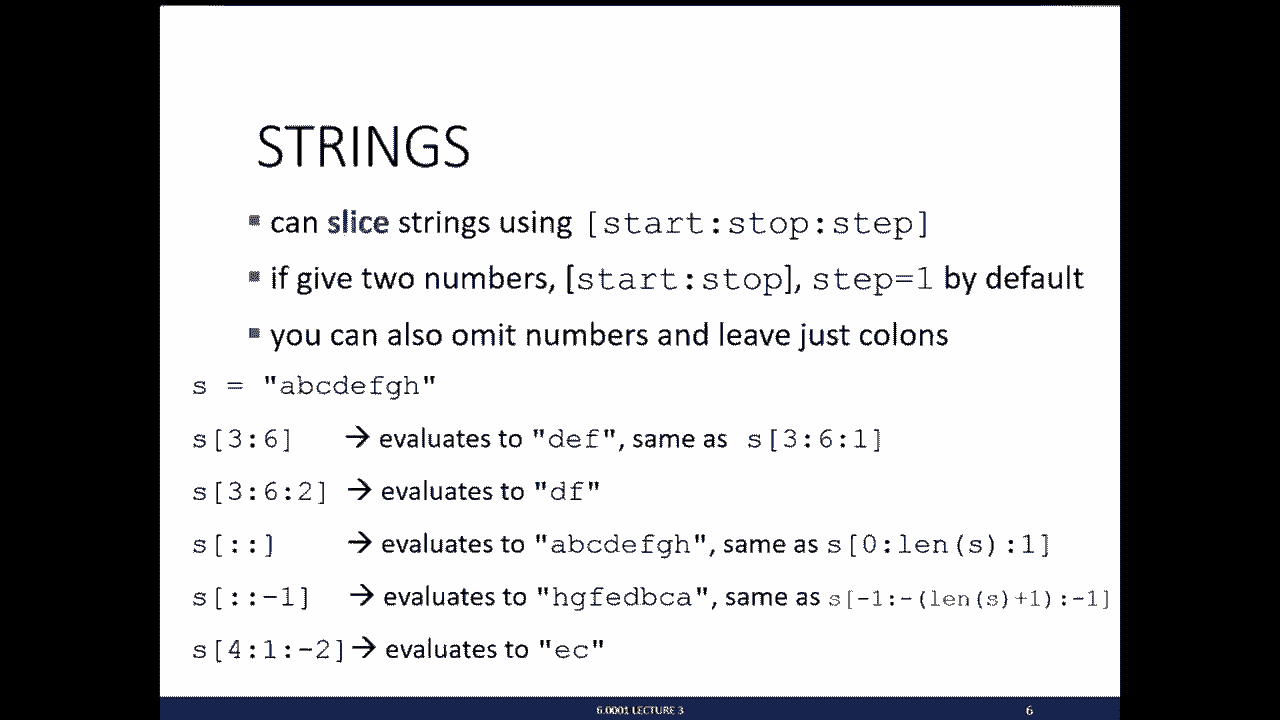 STRINGS
▪ can slice strings using [start:stop:step]
▪ if give two numbers, [start:stop], step=1 by default
▪ you can also omit numbers and leave just colons
s = "abcdefgh"
s[3:6] → evaluates to "def", same as s[3:6:1]
s[3:6:2] → evaluates to "df"
s[::] → evaluates to "abcdefgh", same as s[0:len(s):1]
s[::-1] → evaluates to "hgfedbca", same as s[-1:-(len(s)+1):-1]
s[4:1:-2] → evaluates to "ec"
6.0001 LECTURE 3
6